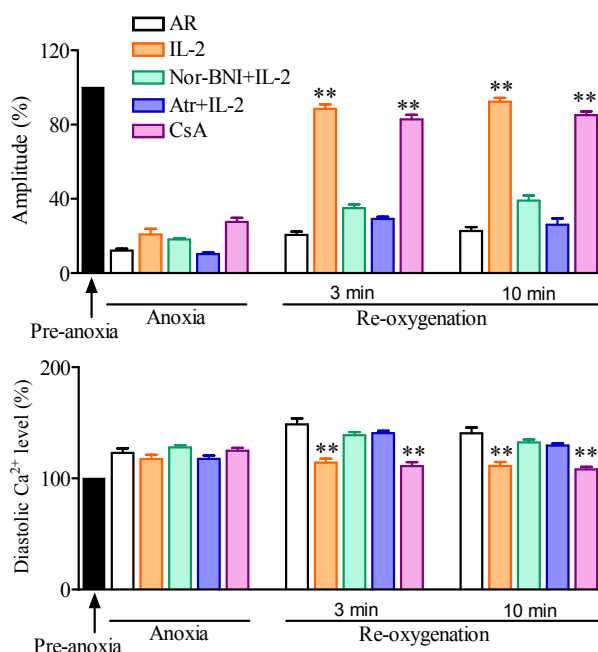 AR
IL-2
Nor-BNI+IL-2
Atr+IL-2
CsA
Amplitude (%)
120
80
40
0
** ** ** **
3 min 10 min
Pre-anoxia Anoxia Re-oxygenation
Diastolic Ca²⁺ level (%)
200
100
0
** ** ** **
3 min 10 min
Pre-anoxia Anoxia Re-oxygenation